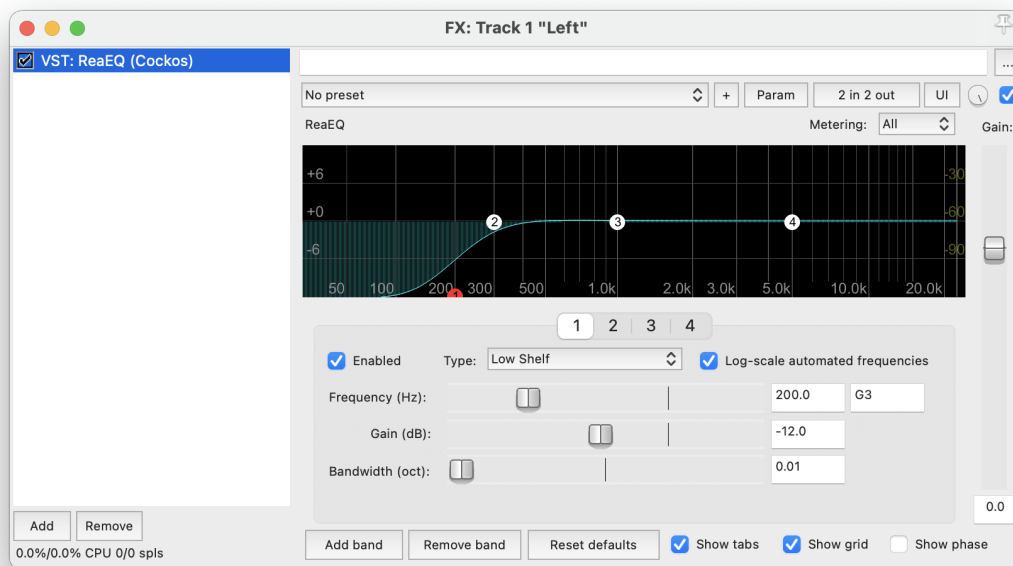 FX: Track 1 "Left"
VST: ReaEQ (Cockos)
...
No preset
+
Param
2 in 2 out
UI
ReaEQ
Metering:
All
Gain:
+6
+0
-6
-30
-60
-90
2
3
4
1
50 100 200 300 500 1.0k 2.0k 3.0k 5.0k 10.0k 20.0k
1 2 3 4
Enabled
Type:
Low Shelf
Log-scale automated frequencies
Frequency (Hz):
200.0
G3
Gain (dB):
-12.0
Bandwidth (oct):
0.01
0.0
Add
Remove
Add band
Remove band
Reset defaults
Show tabs
Show grid
Show phase
0.0%/0.0% CPU 0/0 spls